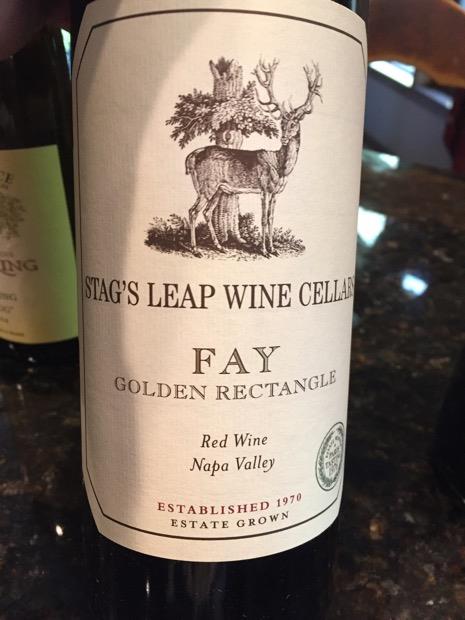 STAG'S LEAP WINE CELLARS
FAY
GOLDEN RECTANGLE
Red Wine
Napa Valley
ESTABLISHED 1970
ESTATE GROWN